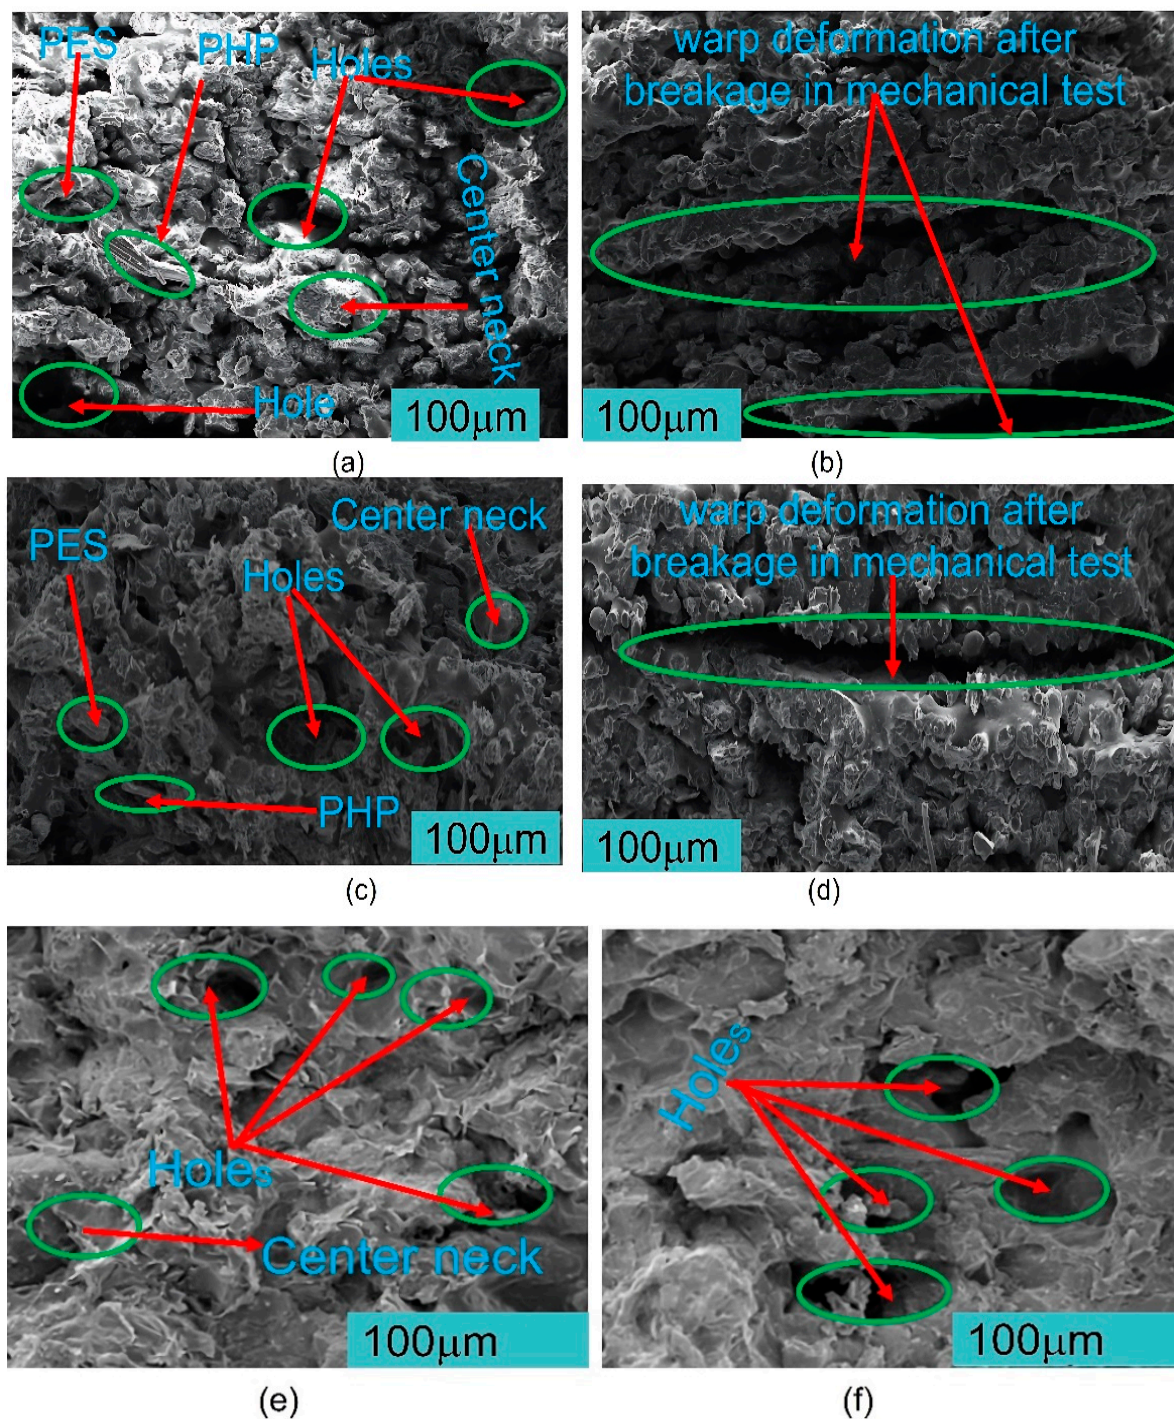 PES
PHP
Holes
Center neck
Hole
100μm
(a)
warp deformation after
breakage in mechanical test
100μm
(b)
Center neck
PES
Holes
PHP
100μm
(c)
warp deformation after
breakage in mechanical test
100μm
(d)
Holes
Center neck
100μm
(e)
Holes
100μm
(f)